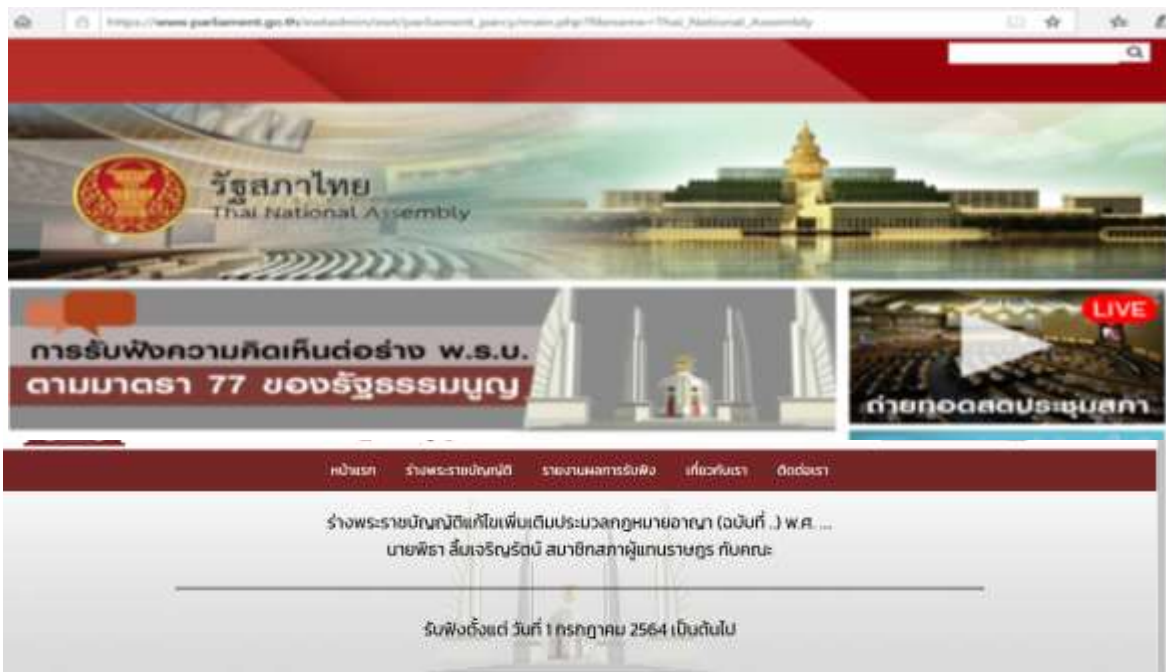 https://www.parliament.go.th/
รัฐสภาไทย
Thai National Assembly
การรับฟังความคิดเห็นต่อร่าง พ.ร.บ.
ตามมาตรา 77 ของรัฐธรรมนูญ
LIVE
ถ่ายทอดสดประชุมสภา
หน้าแรก ร่างพระราชบัญญัติ รายงานผลการรับฟัง เกี่ยวกับเรา ติดต่อเรา
ร่างพระราชบัญญัติแก้ไขเพิ่มเติมประมวลกฎหมายอาญา (ฉบับที่ ..) พ.ศ. ...
นายพิธา ลิ้มเจริญรัตน์ สมาชิกสภาผู้แทนราษฎร กับคณะ
รับฟังตั้งแต่ วันที่ 1 กรกฎาคม 2564 เป็นต้นไป